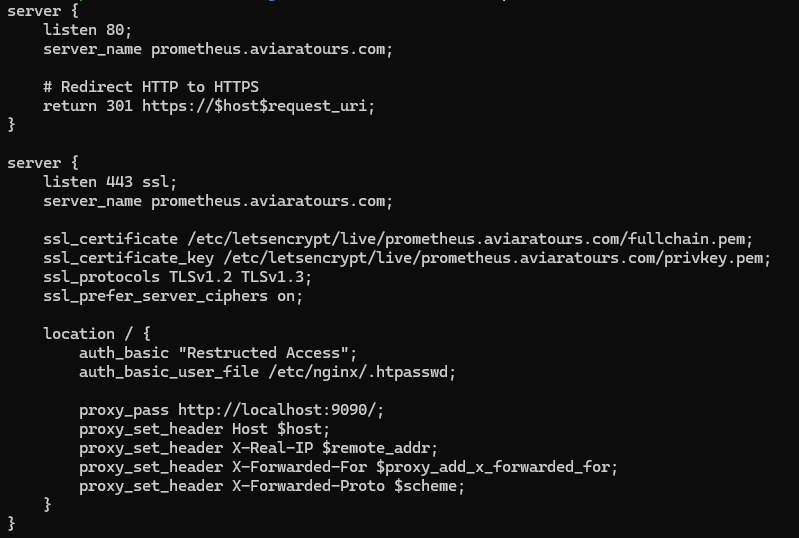 server {
    listen 80;
    server_name prometheus.aviaratours.com;

    # Redirect HTTP to HTTPS
    return 301 https://$host$request_uri;
}

server {
    listen 443 ssl;
    server_name prometheus.aviaratours.com;

    ssl_certificate /etc/letsencrypt/live/prometheus.aviaratours.com/fullchain.pem;
    ssl_certificate_key /etc/letsencrypt/live/prometheus.aviaratours.com/privkey.pem;
    ssl_protocols TLSv1.2 TLSv1.3;
    ssl_prefer_server_ciphers on;

    location / {
        auth_basic "Restructed Access";
        auth_basic_user_file /etc/nginx/.htpasswd;

        proxy_pass http://localhost:9090/;
        proxy_set_header Host $host;
        proxy_set_header X-Real-IP $remote_addr;
        proxy_set_header X-Forwarded-For $proxy_add_x_forwarded_for;
        proxy_set_header X-Forwarded-Proto $scheme;
    }
}